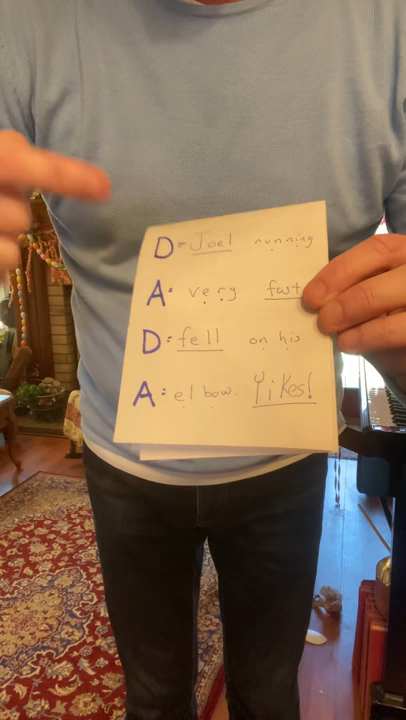 D = Joel running
A: very fast
D: fell on his
A: elbow. Yikes!